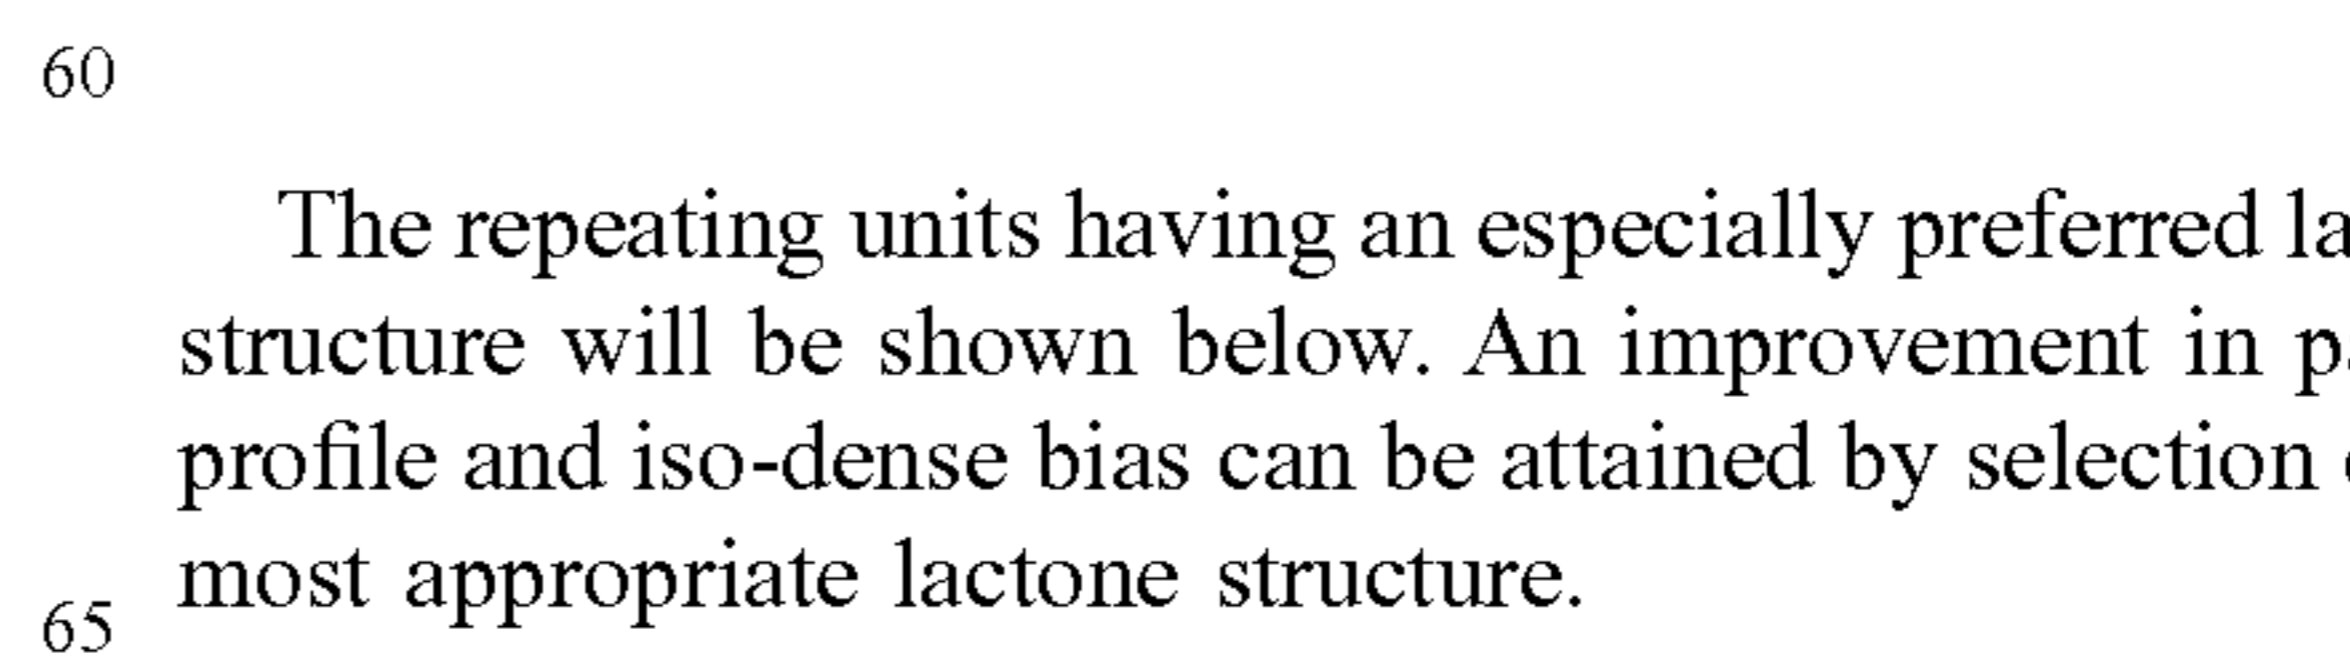 60
The repeating units having an especially preferred
structure will be shown below. An improvement in
profile and iso-dense bias can be attained by selection
most appropriate lactone structure.
65